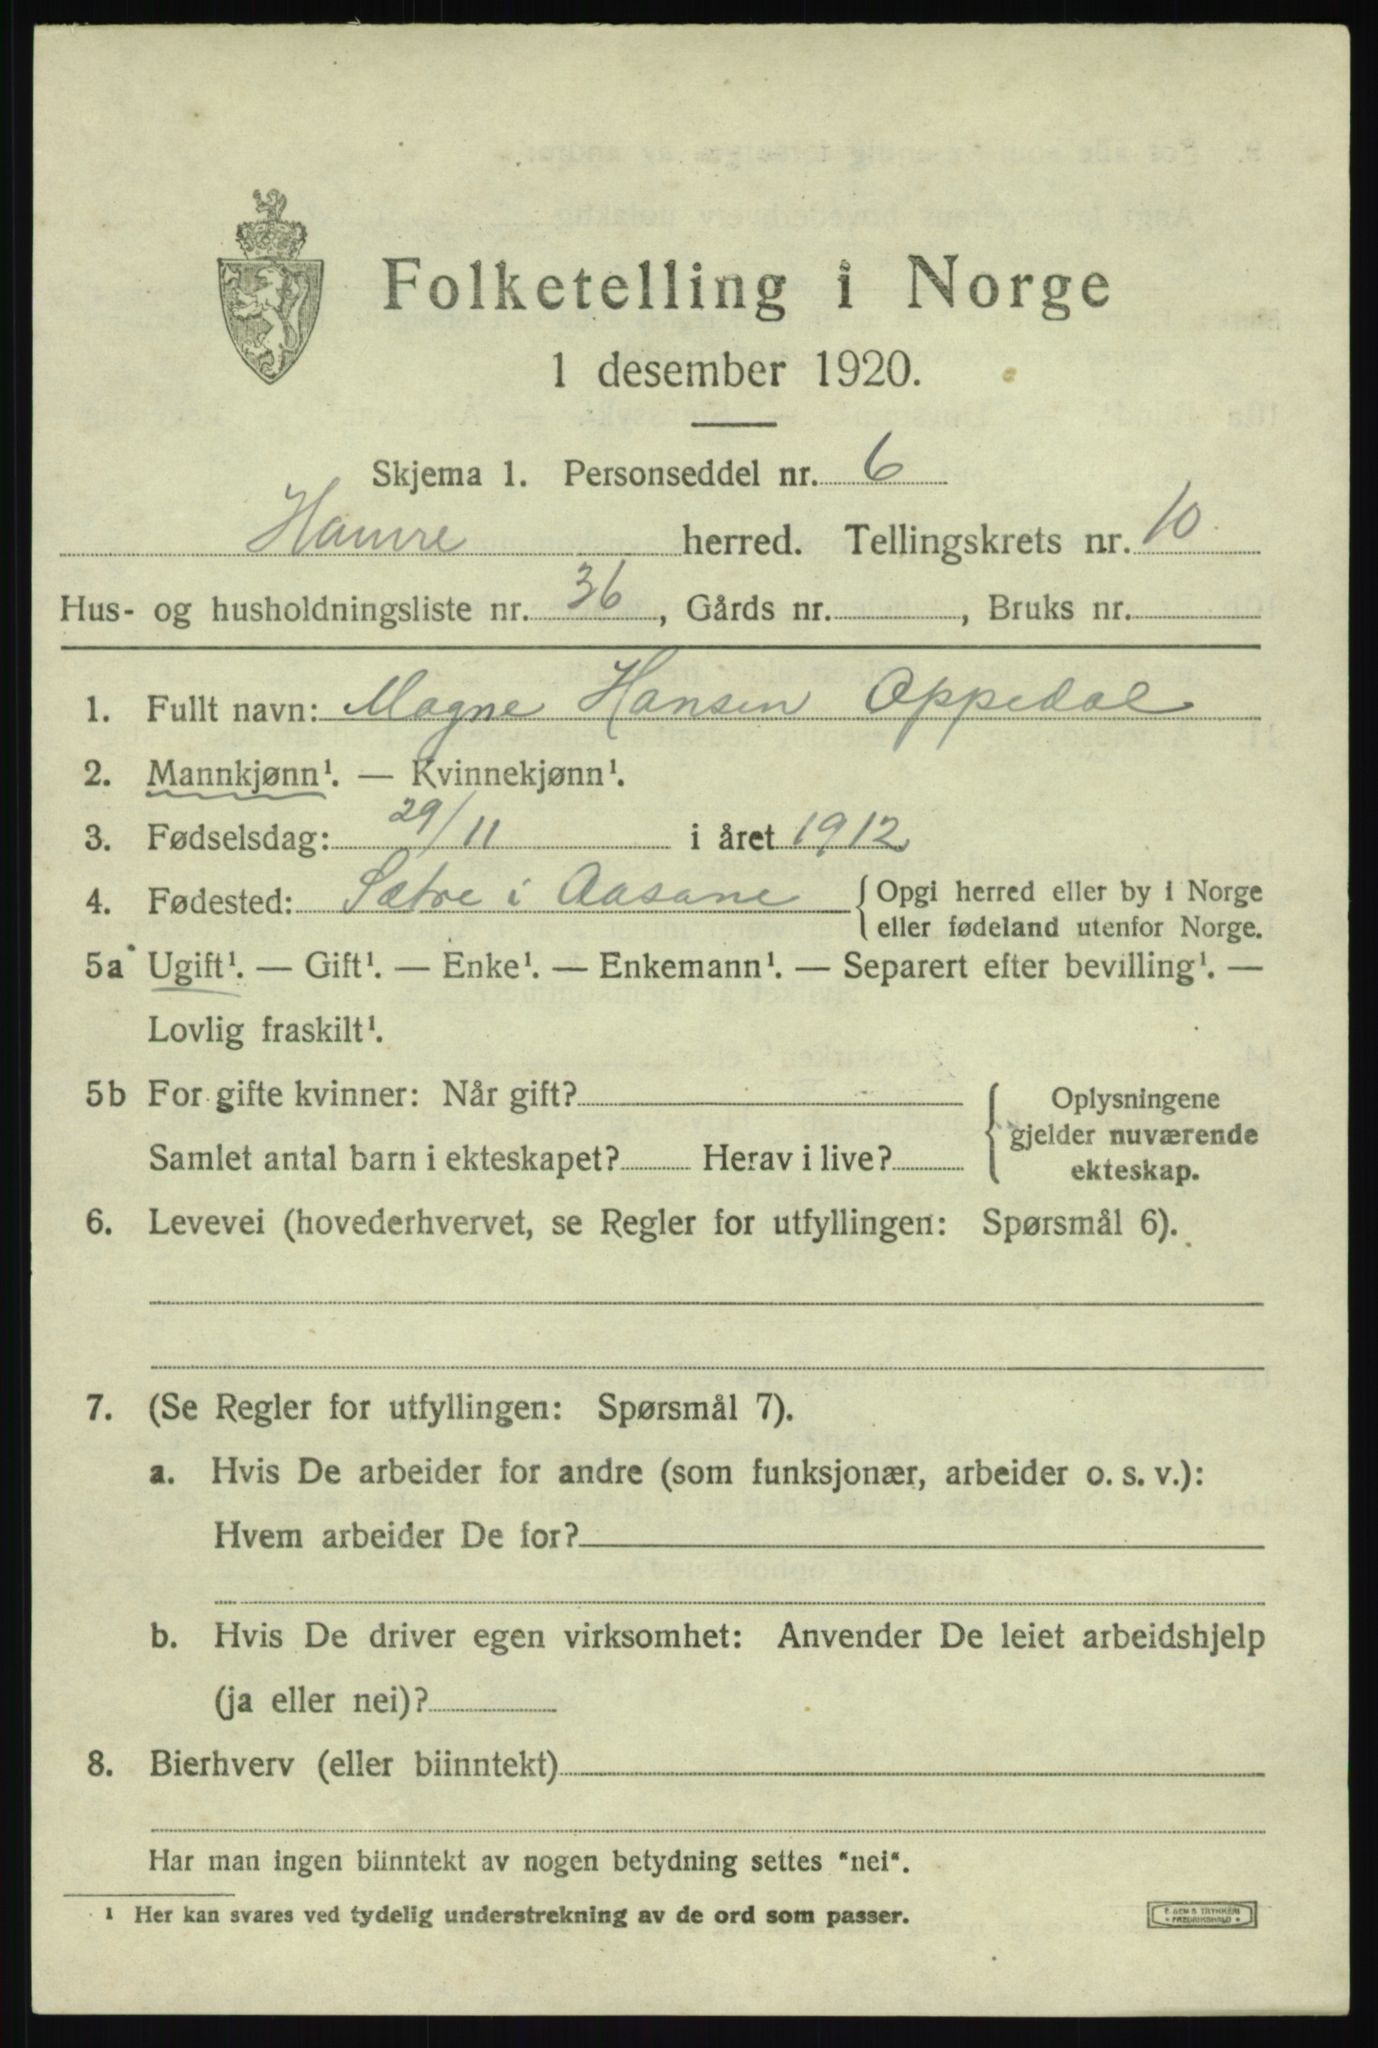 Folketelling i Norge
1 desember 1920.
Skjema 1. Personseddel nr. 6
Hamre herred. Tellingskrets nr. 10
Hus- og husholdningsliste nr. 36, Gårds nr. , Bruks nr.
1. Fullt navn: Magne Hansen Oppedal
2. Mannkjønn¹. — Kvinnekjønn¹.
3. Fødselsdag: 29/11 i året 1912
4. Fødested: Sætre i Aasane { Opgi herred eller by i Norge
eller fødeland utenfor Norge.
5a Ugift¹. — Gift¹. — Enke¹. — Enkemann¹. — Separert efter bevilling¹. —
Lovlig fraskilt¹.
5b For gifte kvinner: Når gift?
Samlet antal barn i ekteskapet? Herav i live?
{ Oplysningene
gjelder nuværende
ekteskap.
6. Levevei (hovederhvervet, se Regler for utfyllingen: Spørsmål 6).
7. (Se Regler for utfyllingen: Spørsmål 7).
a. Hvis De arbeider for andre (som funksjonær, arbeider o. s. v.):
Hvem arbeider De for?
b. Hvis De driver egen virksomhet: Anvender De leiet arbeidshjelp
(ja eller nei)?
8. Bierhverv (eller biinntekt)
Har man ingen biinntekt av nogen betydning settes "nei".
¹ Her kan svares ved tydelig understrekning av de ord som passer.
TRYKKERI
FREDRIKSHALD